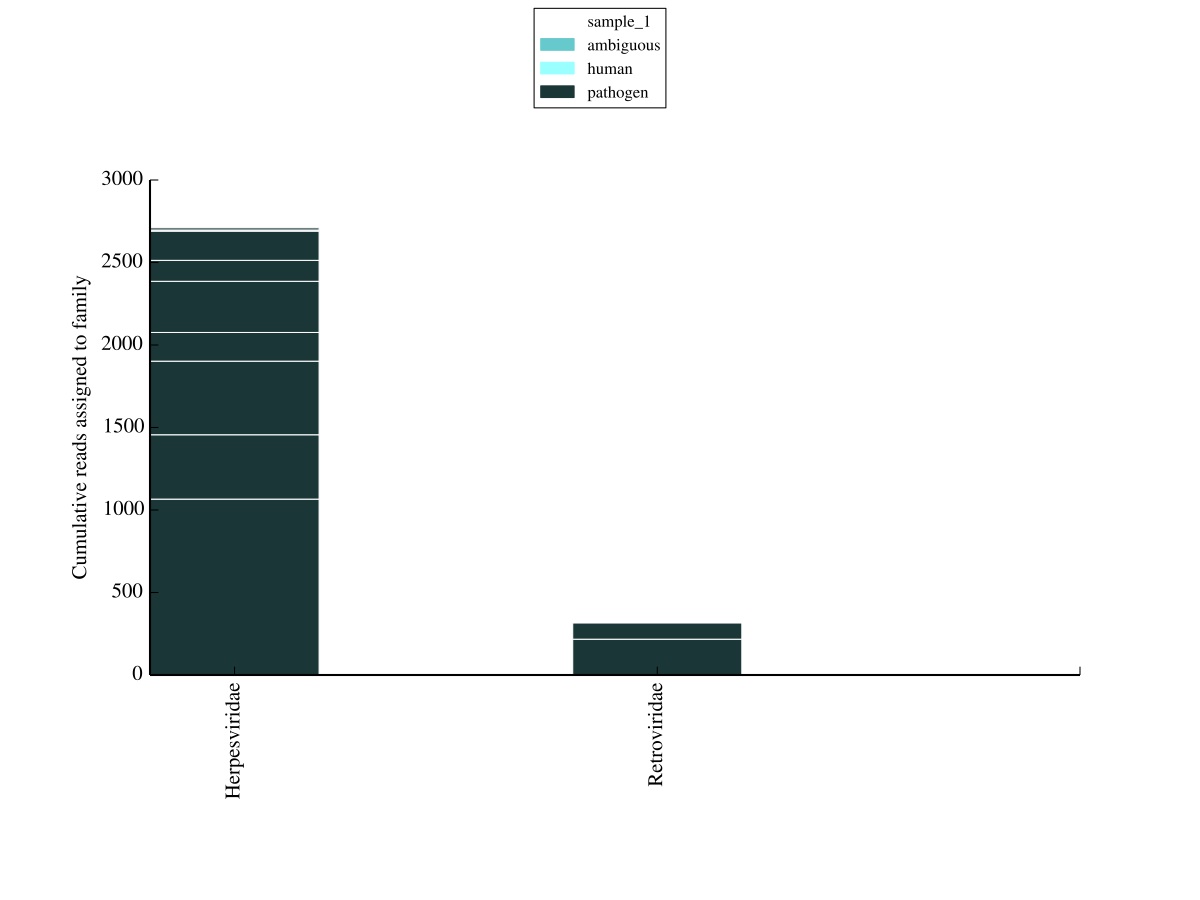 sample_1
ambiguous
human
pathogen
3000
2500
2000
1500
1000
500
0
Cumulative reads assigned to family
Herpesviridae
Retroviridae